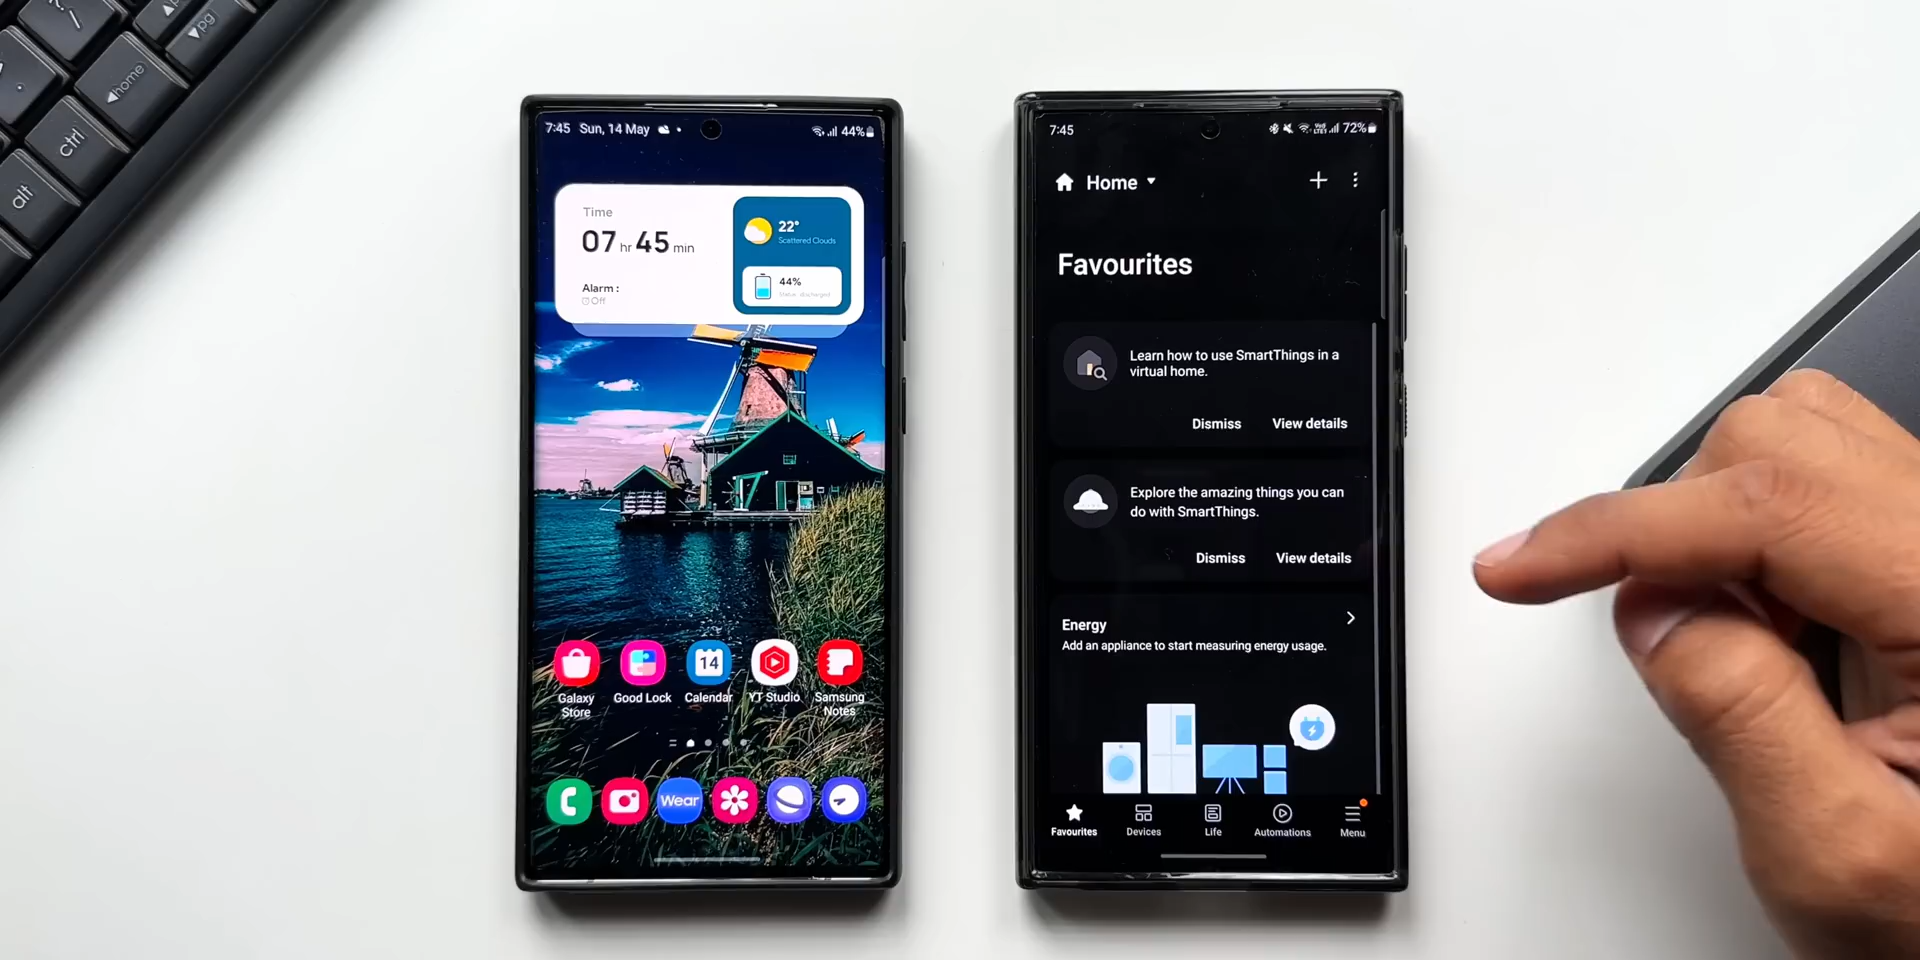 home
pg
ctrl
alt
7:45 Sun, 14 May
44%
Time
07 hr 45 min
Alarm :
Off
22°
Scattered Clouds
44%
Galaxy
Store
Good Lock
Calendar
14
YT Studio
Samsung
Notes
Wear
7:45
72%
Home
Favourites
Learn how to use SmartThings in a
virtual home.
Dismiss View details
Explore the amazing things you can
do with SmartThings.
Dismiss View details
Energy
Add an appliance to start measuring energy usage.
Favourites Devices Life Automations Menu